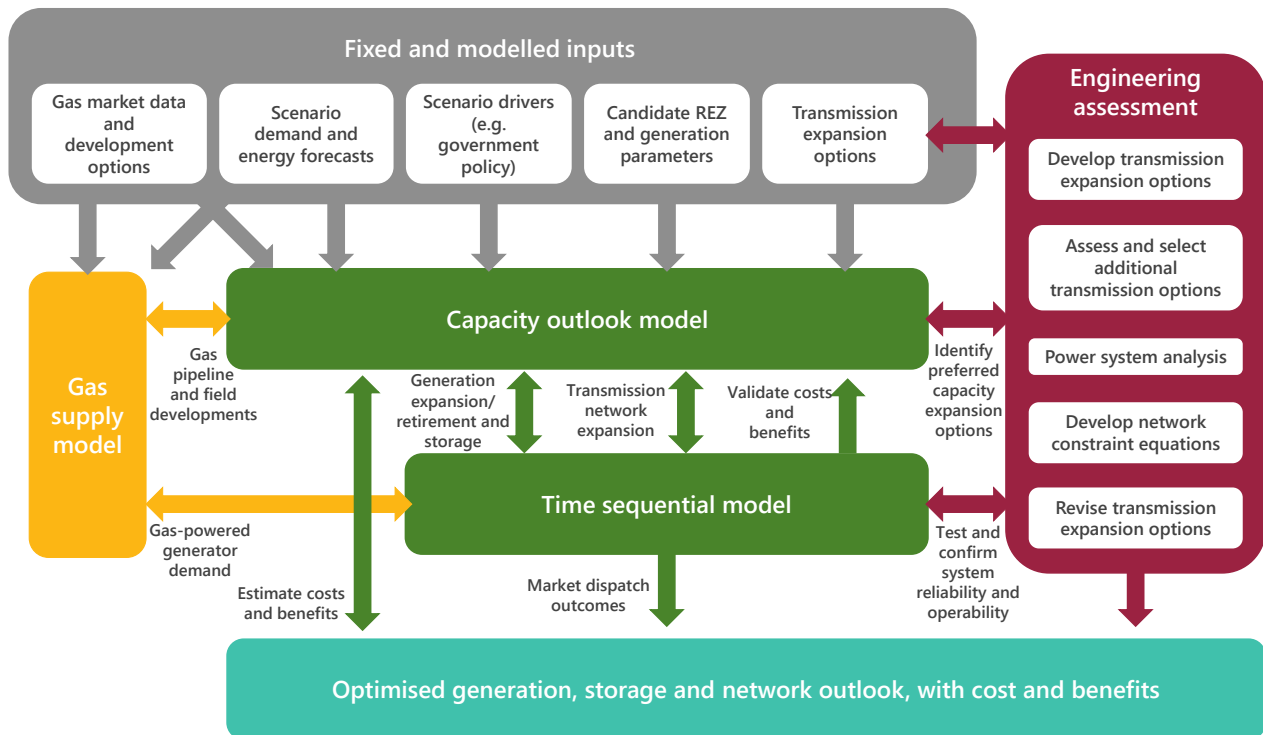 Fixed and modelled inputs
Gas market data
and
development
options
Scenario
demand and
energy forecasts
Scenario drivers
(e.g.
government
policy)
Candidate REZ
and generation
parameters
Transmission
expansion
options
Engineering
assessment
Develop transmission
expansion options
Assess and select
additional
transmission options
Power system analysis
Develop network
constraint equations
Revise transmission
expansion options
Capacity outlook model
Gas
supply
model
Gas
pipeline
and field
developments
Generation
expansion/
retirement and
storage
Transmission
network
expansion
Validate costs
and
benefits
Identify
preferred
capacity
expansion
options
Time sequential model
Gas-powered
generator
demand
Estimate costs
and benefits
Market dispatch
outcomes
Test and
confirm
system
reliability and
operability
Optimised generation, storage and network outlook, with cost and benefits